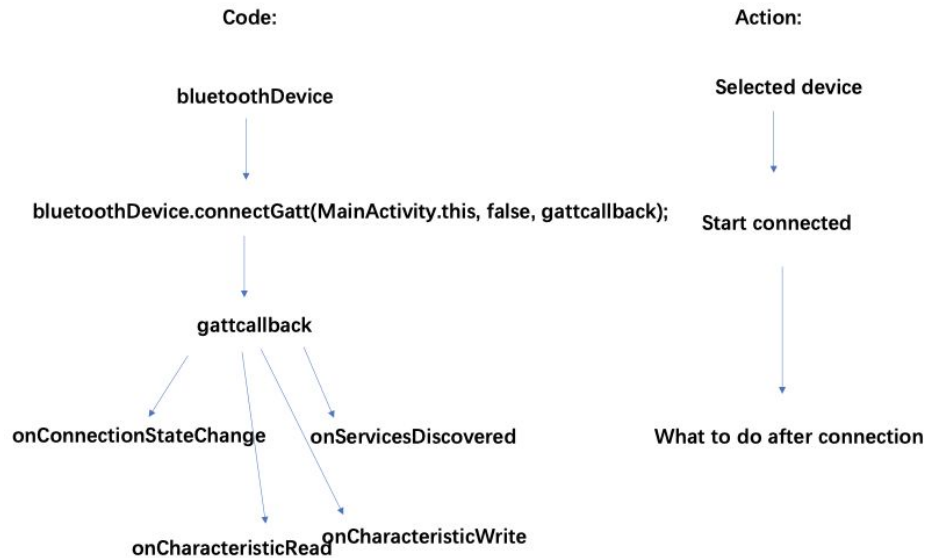 Code:
Action:
bluetoothDevice
Selected device
bluetoothDevice.connectGatt(MainActivity.this, false, gattcallback);
Start connected
gattcallback
onConnectionStateChange
onServicesDiscovered
What to do after connection
onCharacteristicRead
onCharacteristicWrite